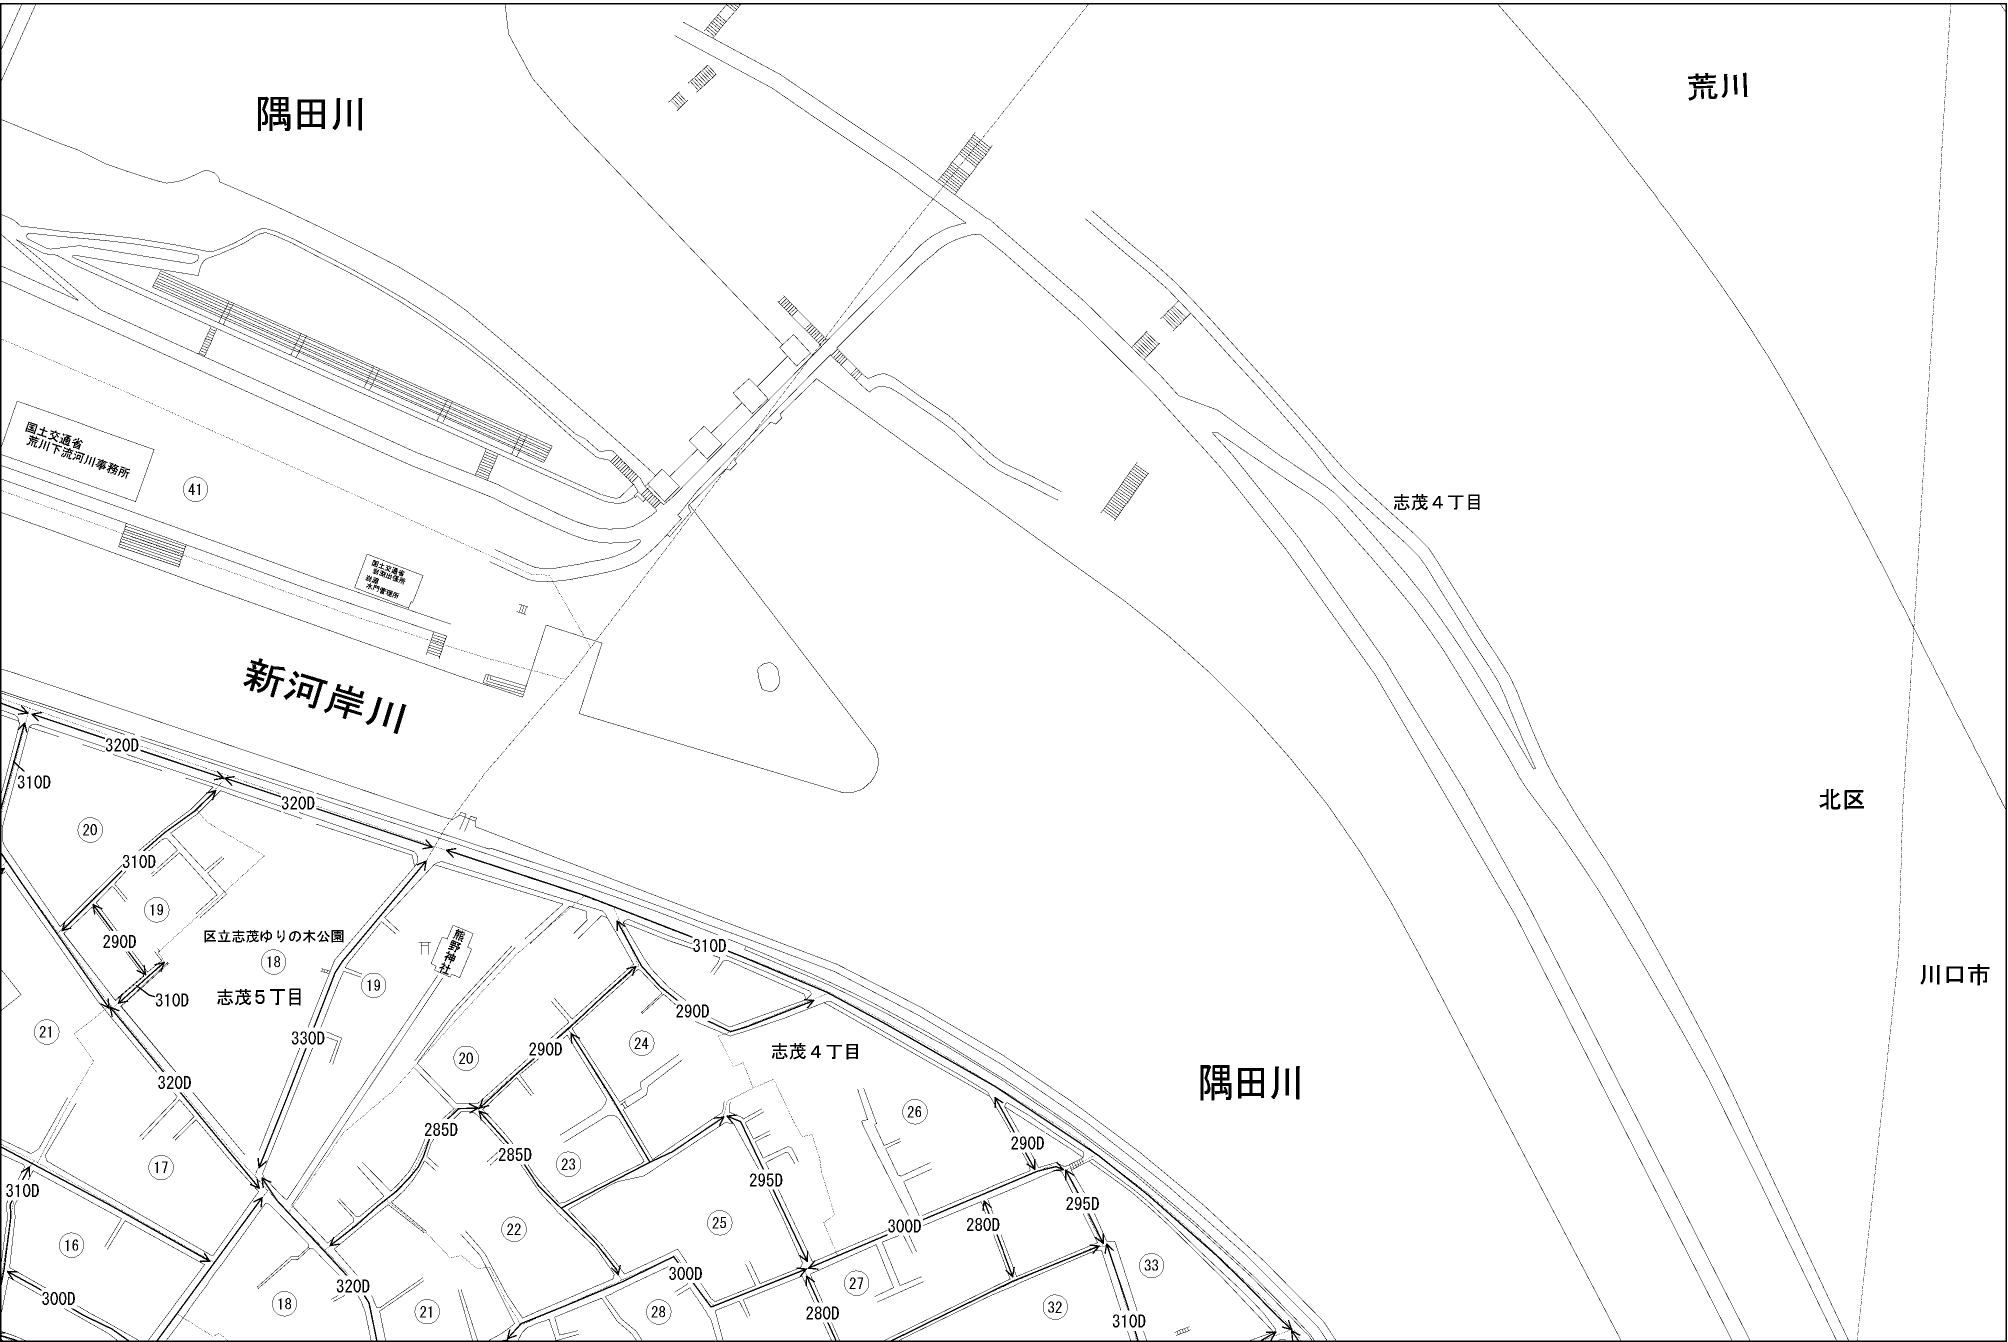 隅田川
荒川
国土交通省
荒川下流河川事務所
41
志茂4丁目
国土交通省
岩淵出張所
岩淵
水門管理所
新河岸川
320D
310D
320D
北区
20
310D
19
290D
区立志茂ゆりの木公園
18
熊野神社
310D
川口市
310D
志茂5丁目
19
290D
21
330D
20
290D
24
志茂4丁目
隅田川
320D
285D
26
290D
285D
23
17
295D
310D
295D
25
300D
280D
22
16
33
300D
27
320D
300D
18
21
28
280D
32
310D